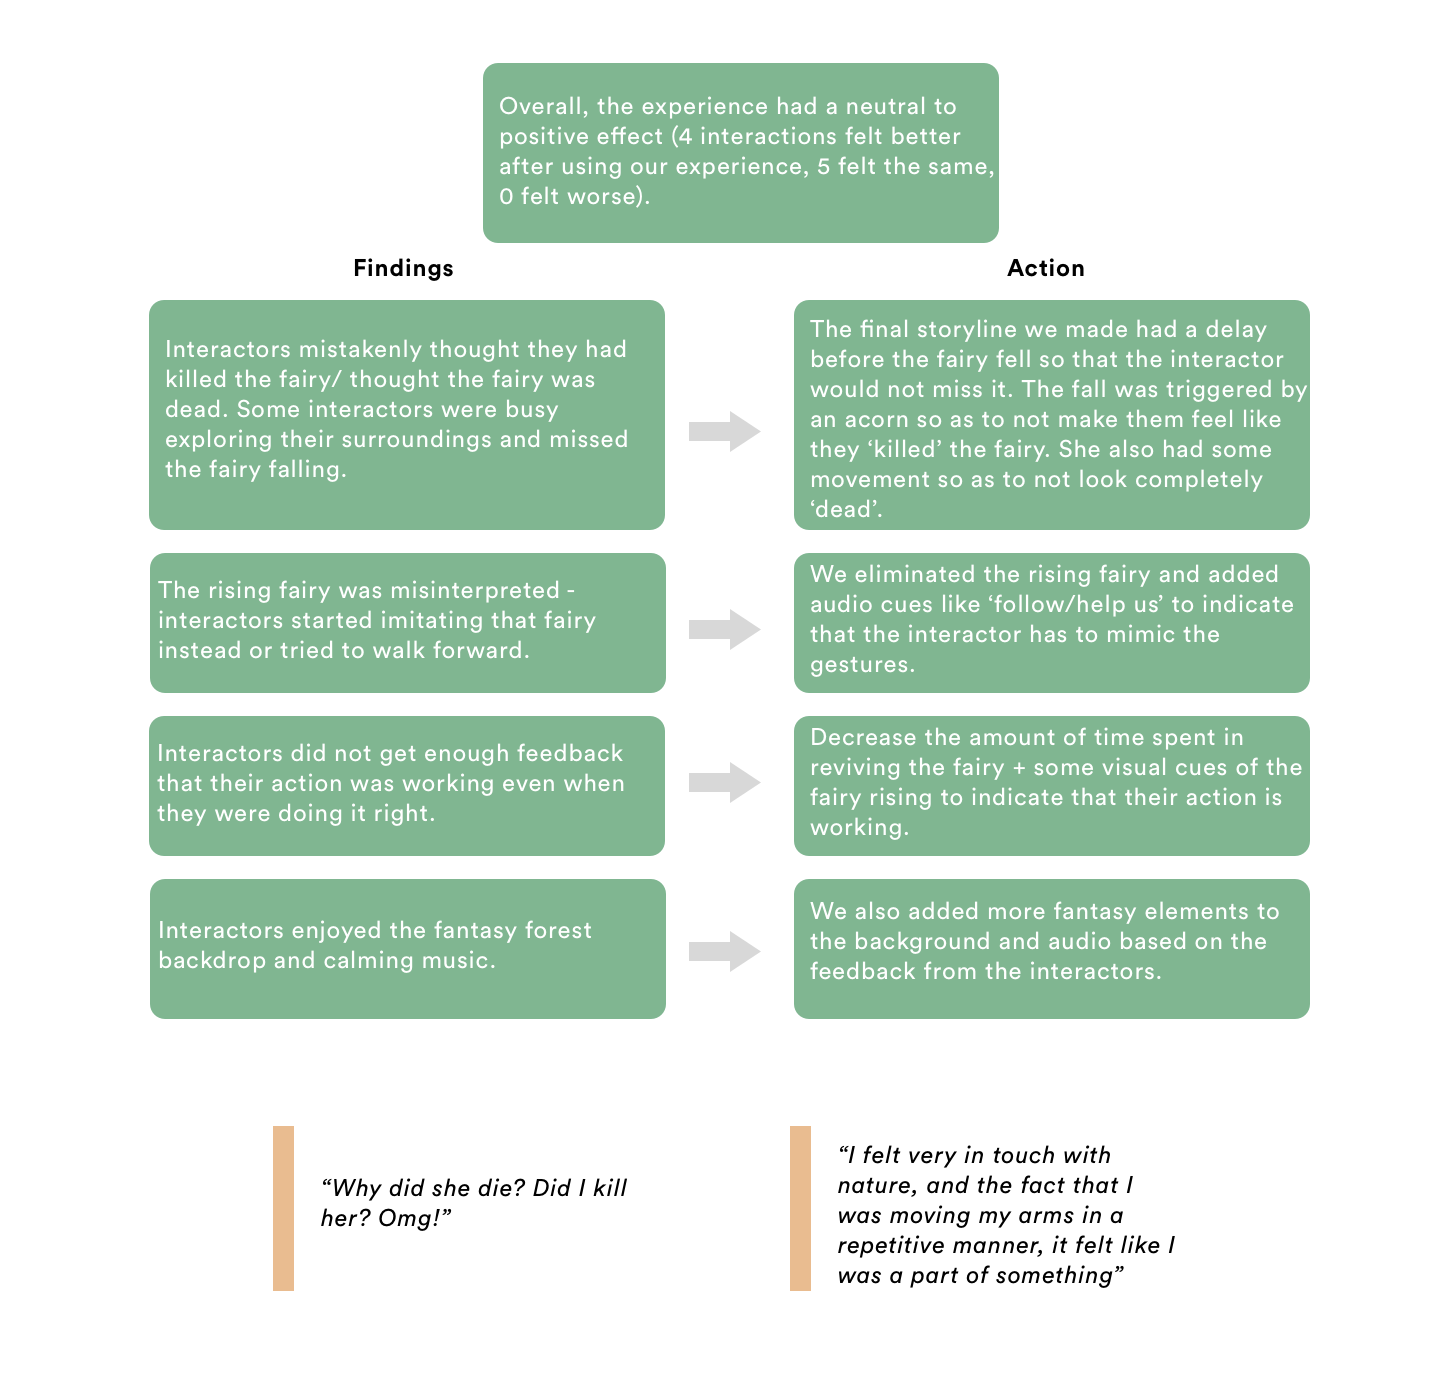 Overall, the experience had a neutral to
positive effect (4 interactions felt better
after using our experience, 5 felt the same,
0 felt worse).
Findings
Action
Interactors mistakenly thought they had
killed the fairy/ thought the fairy was
dead. Some interactors were busy
exploring their surroundings and missed
the fairy falling.
The final storyline we made had a delay
before the fairy fell so that the interactor
would not miss it. The fall was triggered by
an acorn so as to not make them feel like
they ‘killed’ the fairy. She also had some
movement so as to not look completely
‘dead’.
The rising fairy was misinterpreted -
interactors started imitating that fairy
instead or tried to walk forward.
We eliminated the rising fairy and added
audio cues like ‘follow/help us’ to indicate
that the interactor has to mimic the
gestures.
Interactors did not get enough feedback
that their action was working even when
they were doing it right.
Decrease the amount of time spent in
reviving the fairy + some visual cues of the
fairy rising to indicate that their action is
working.
Interactors enjoyed the fantasy forest
backdrop and calming music.
We also added more fantasy elements to
the background and audio based on the
feedback from the interactors.
“Why did she die? Did I kill
her? Omg!”
“I felt very in touch with
nature, and the fact that I
was moving my arms in a
repetitive manner, it felt like I
was a part of something”